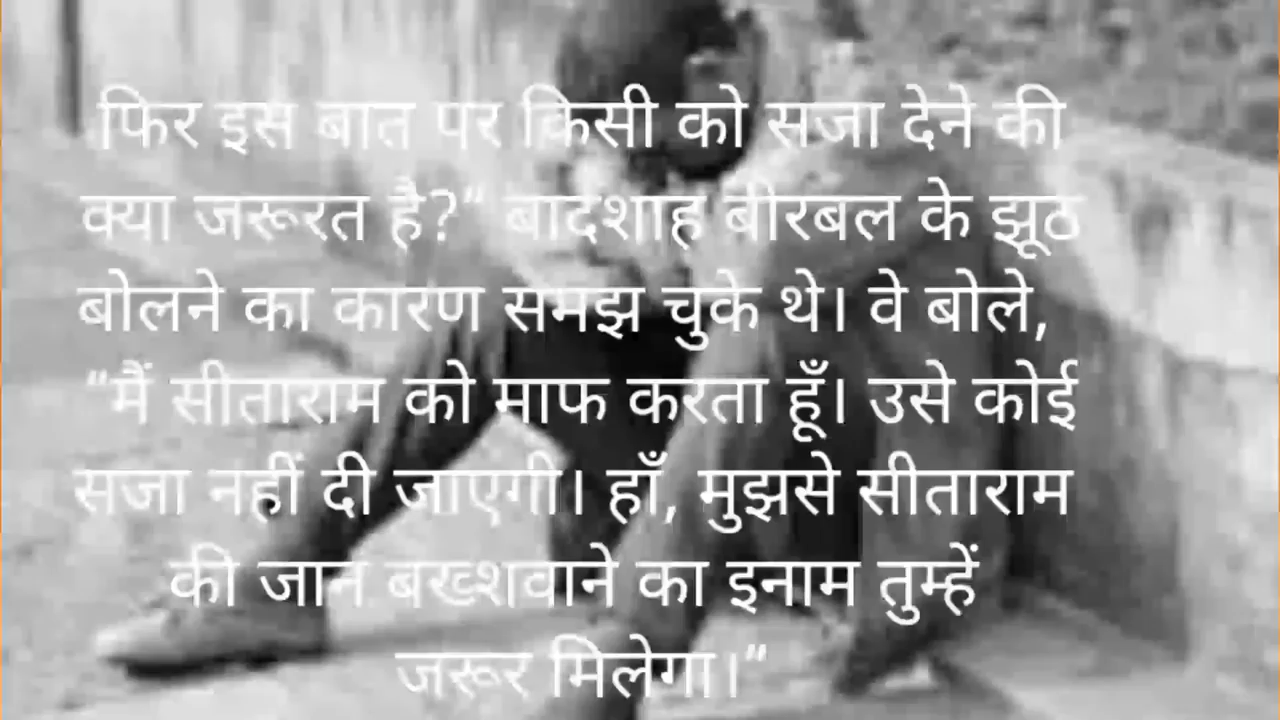 फिर इस बात पर किसी को सजा देने की
क्या जरूरत है?” बादशाह बीरबल के झूठ
बोलने का कारण समझ चुके थे। वे बोले,
“मैं सीताराम को माफ करता हूँ। उसे कोई
सजा नहीं दी जाएगी। हाँ, मुझसे सीताराम
की जान बख्शवाने का इनाम तुम्हें
जरूर मिलेगा।”